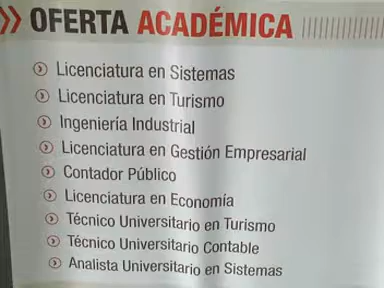 OFERTA ACADÉMICA
Licenciatura en Sistemas
Licenciatura en Turismo
Ingeniería Industrial
Licenciatura en Gestión Empresarial
Contador Público
Licenciatura en Economía
Técnico Universitario en Turismo
Técnico Universitario Contable
Analista Universitario en Sistemas